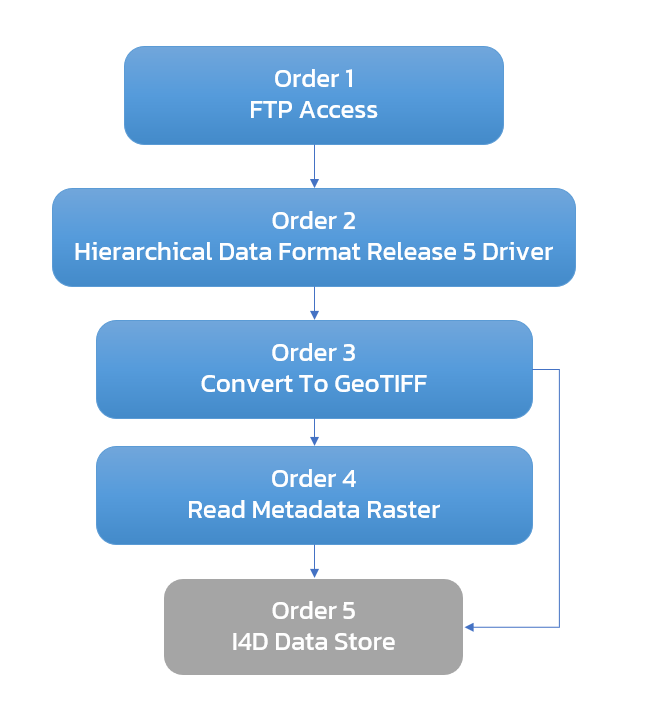 Order 1
FTP Access
Order 2
Hierarchical Data Format Release 5 Driver
Order 3
Convert To GeoTIFF
Order 4
Read Metadata Raster
Order 5
I4D Data Store